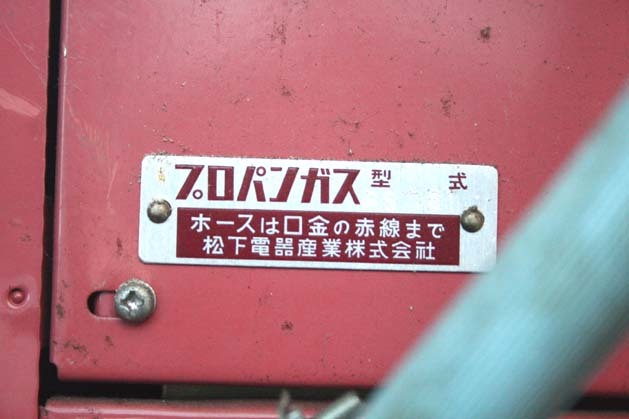 プロパンガス 型 式
ホースは口金の赤線まで
松下電器産業株式会社